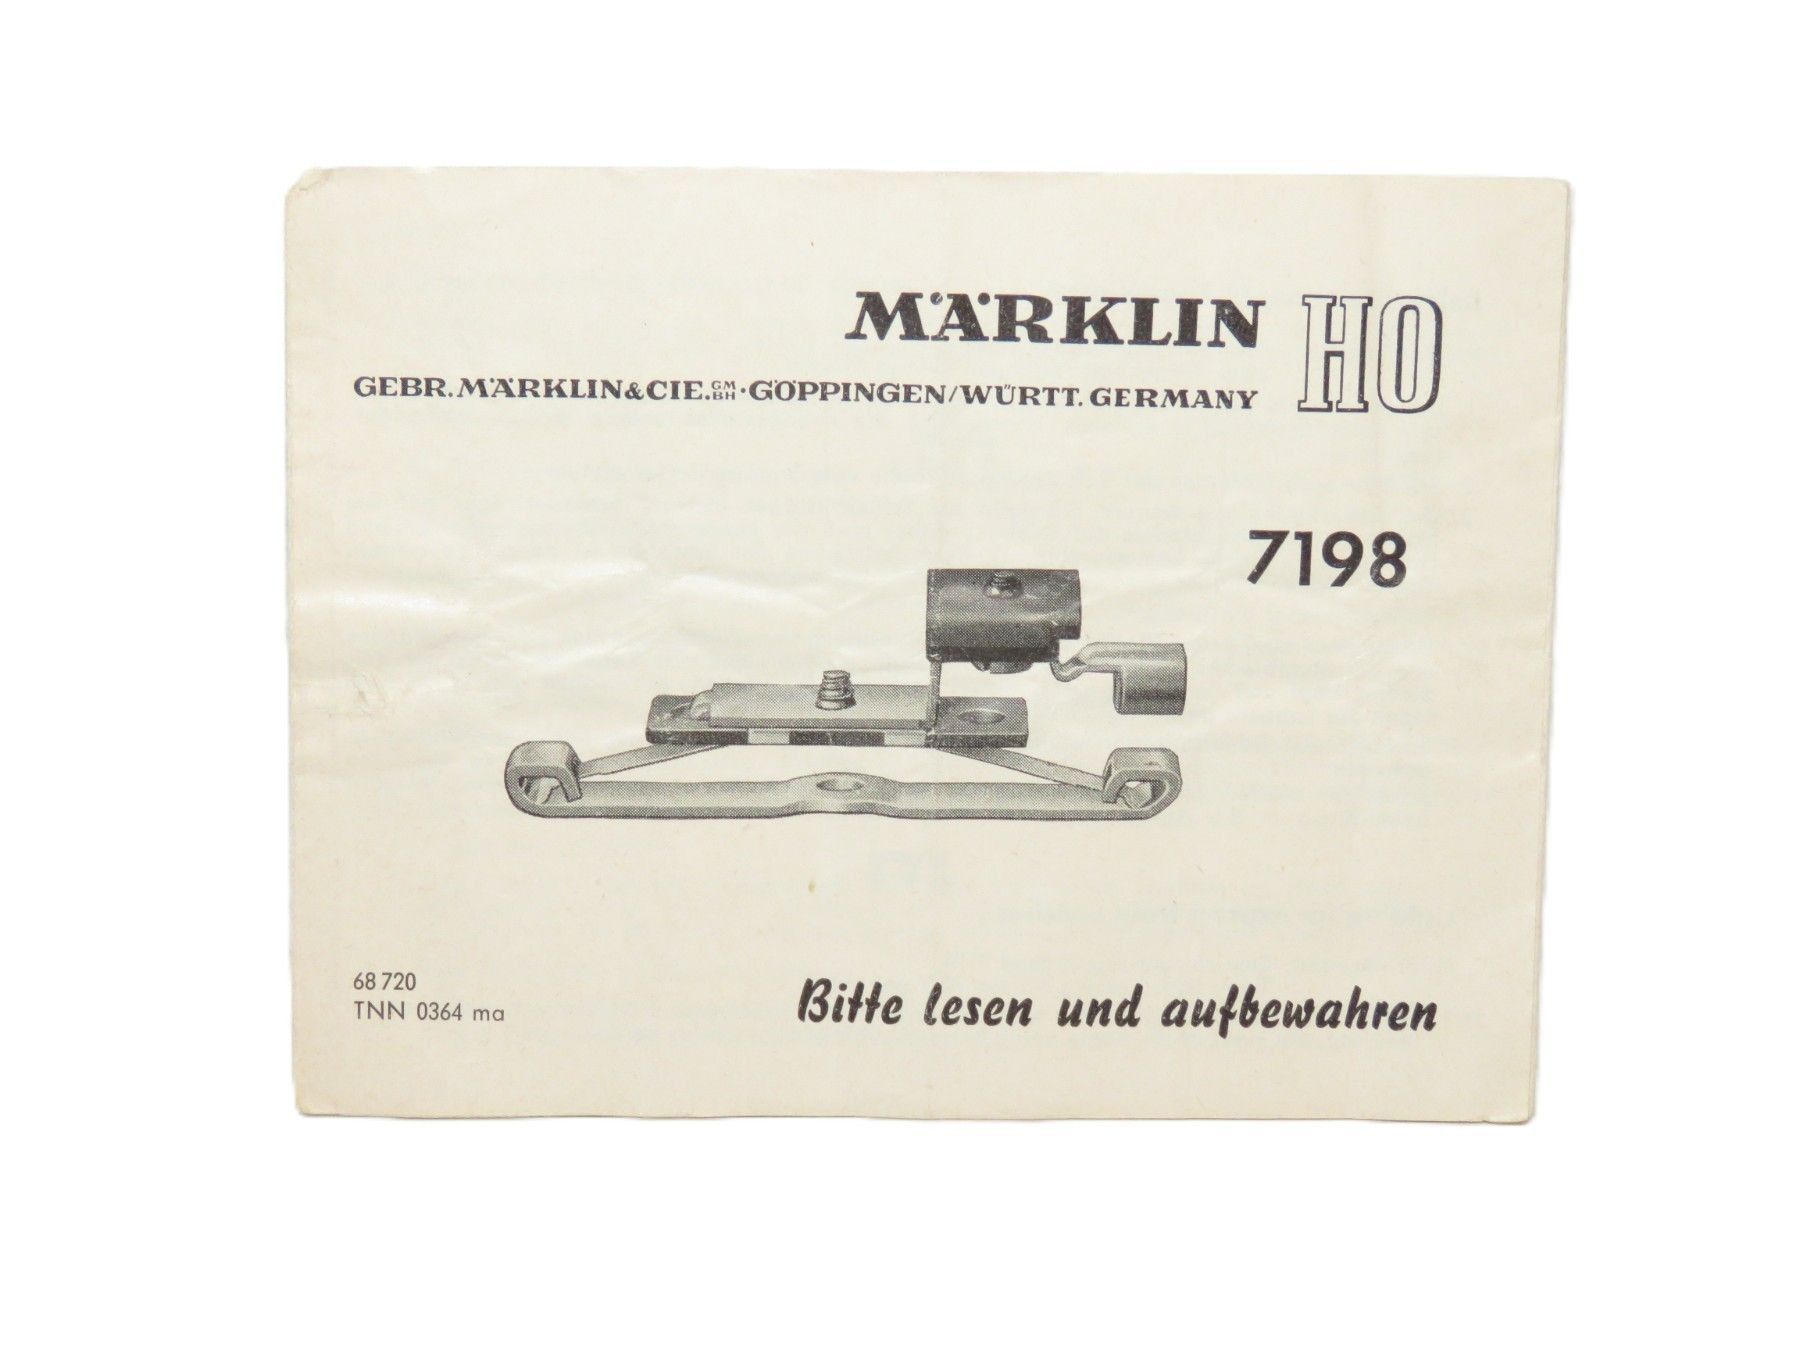 MÄRKLIN HO
GEBR. MÄRKLIN & CIE. GMBH · GÖPPINGEN/WÜRTT. GERMANY
7198
68 720
TNN 0364 ma
Bitte lesen und aufbewahren